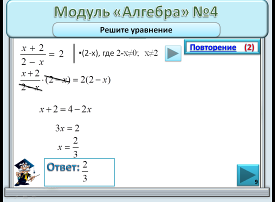 Модуль «Алгебра» №4
Решите уравнение
Повторение (2)
(x + 2)/(2 − x) = 2 | •(2-x), где 2-x≠0; x≠2
(x + 2)/(2 − x) · (2 − x) = 2(2 − x)
x + 2 = 4 − 2x
3x = 2
x = 2/3
Ответ: 2/3